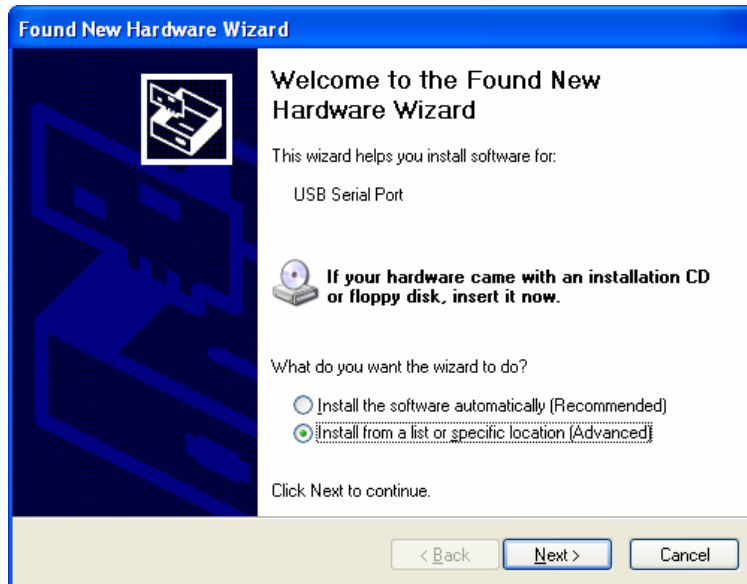 Found New Hardware Wizard
Welcome to the Found New
Hardware Wizard
This wizard helps you install software for:
USB Serial Port
If your hardware came with an installation CD
or floppy disk, insert it now.
What do you want the wizard to do?
Install the software automatically (Recommended)
Install from a list or specific location (Advanced)
Click Next to continue.
< Back Next > Cancel